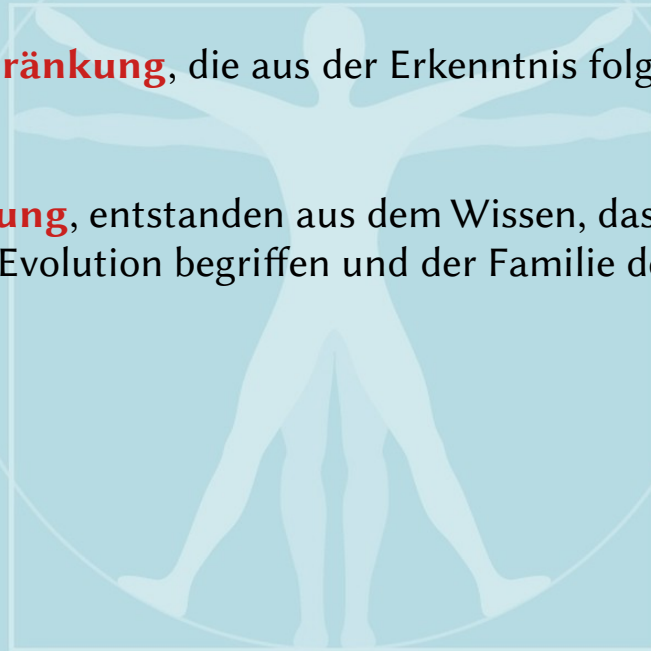 ränkung, die aus der Erkenntnis folg
ung, entstanden aus dem Wissen, das
Evolution begriffen und der Familie de